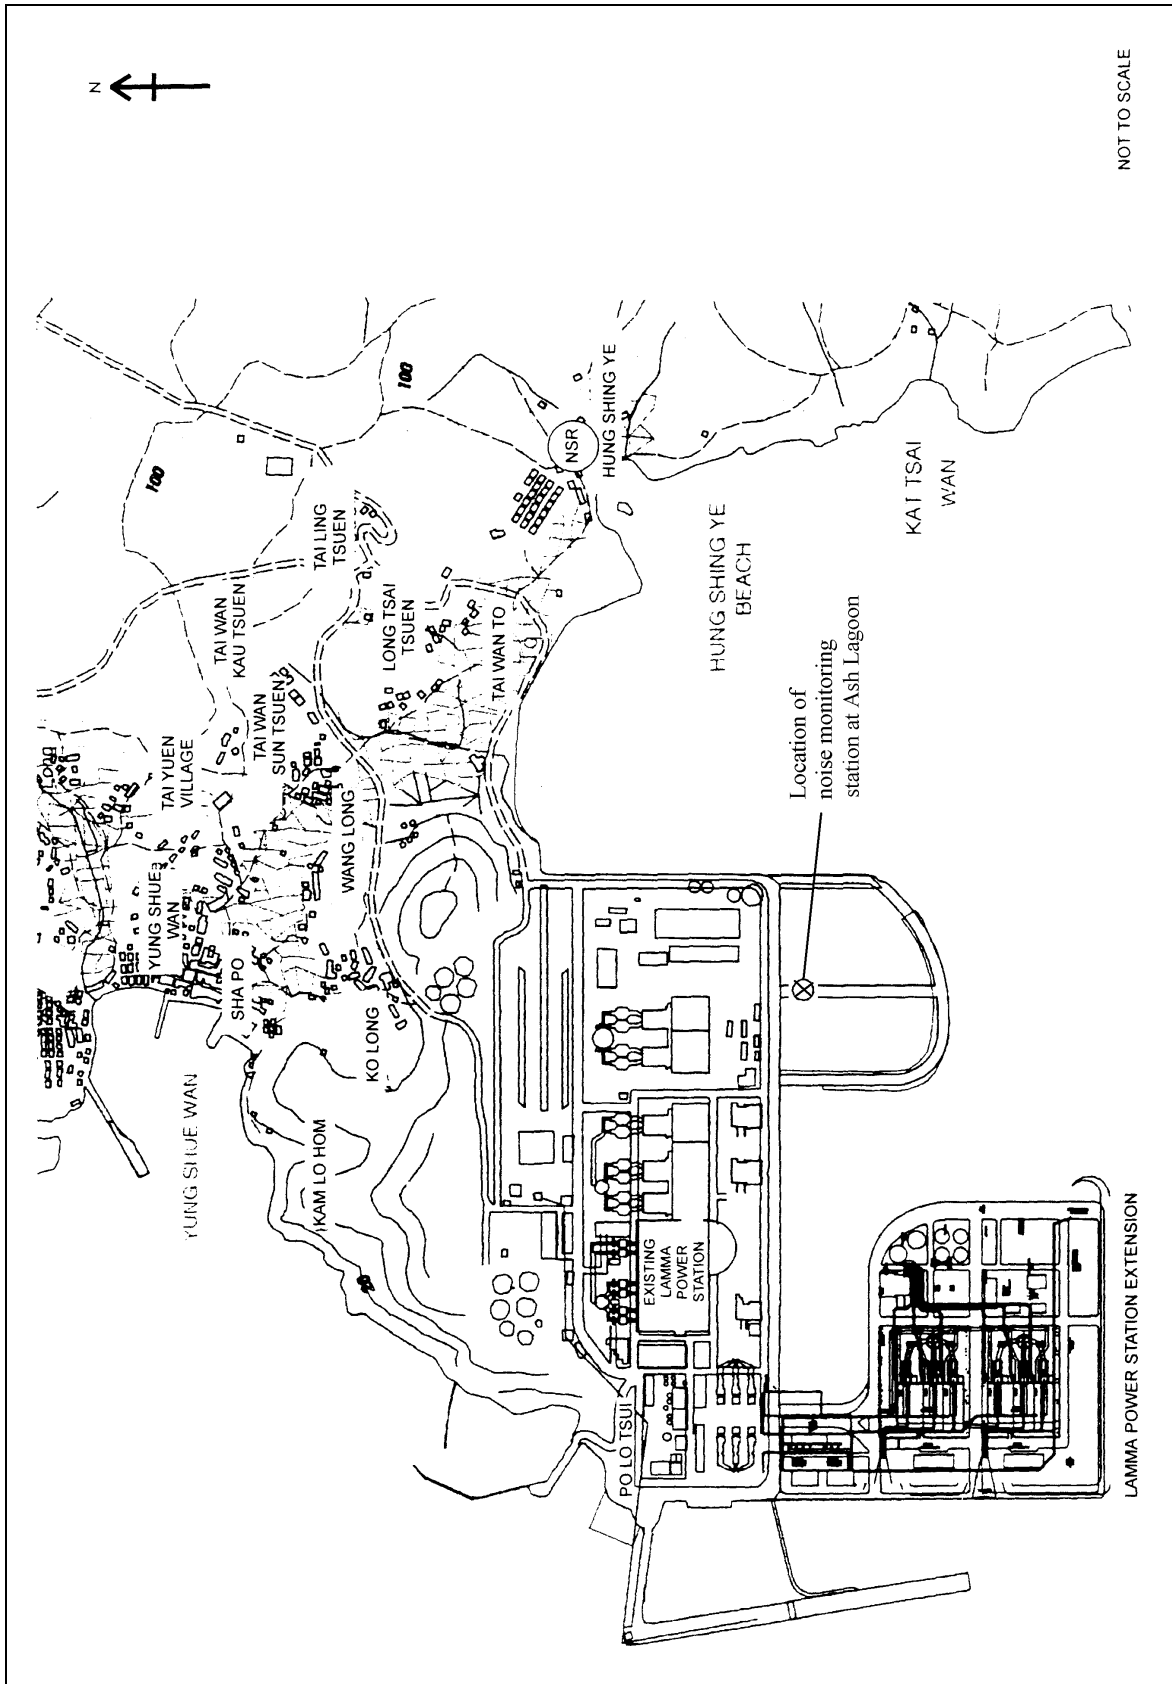 N
NOT TO SCALE
100
100
TAI LING
TSUEN
NSR
HUNG SHING YE
KAI TSAI
WAN
TAI WAN
KAU TSUEN
LONG TSAI
TSUEN
TAI WAN TO
HUNG SHING YE
BEACH
TAI YUEN
VILLAGE
TAI WAN
SUN TSUEN
WANG LONG
Location of
noise monitoring
station at Ash Lagoon
YUNG SHUE
WAN
SHA PO
KO LONG
YUNG SHUE WAN
KAM LO HOM
EXISTING
LAMMA
POWER
STATION
PO LO TSUI
LAMMA POWER STATION EXTENSION